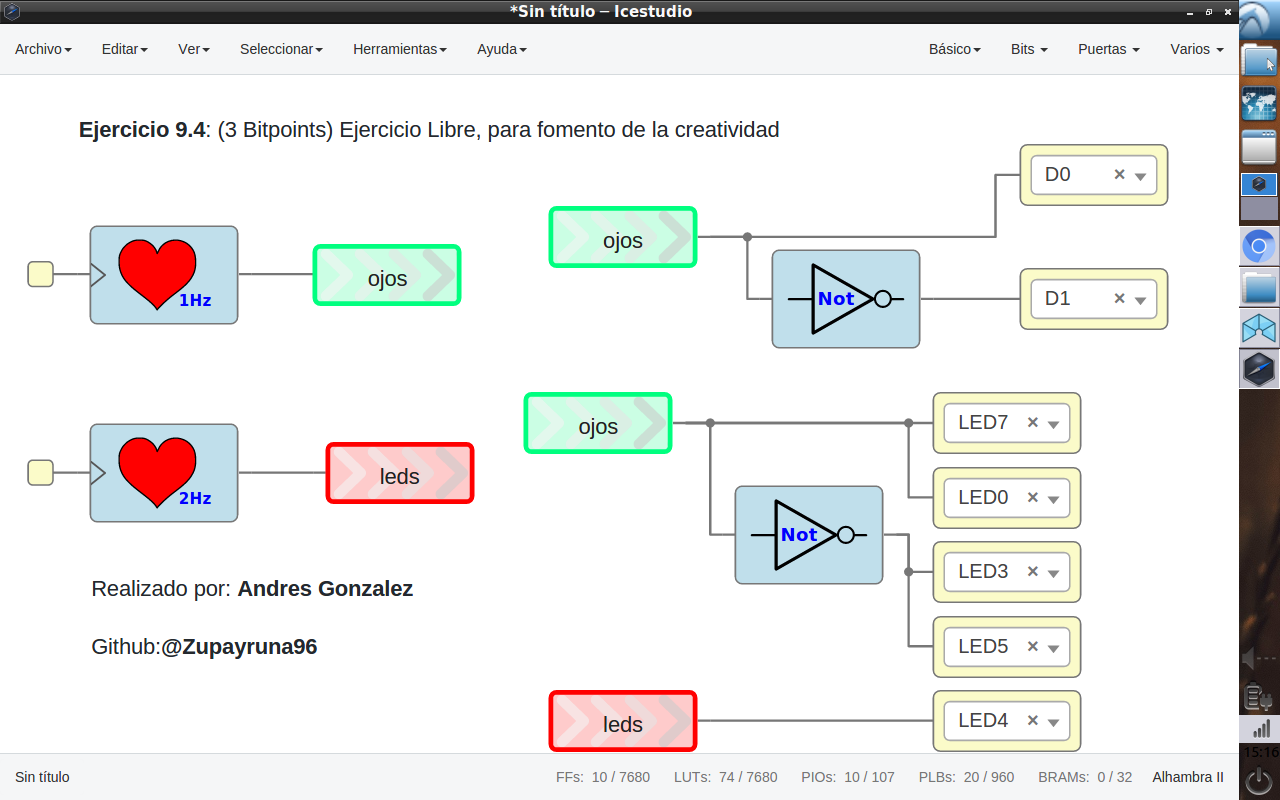 *Sin título – Icestudio
Archivo Editar Ver Seleccionar Herramientas Ayuda Básico Bits Puertas Varios
Ejercicio 9.4: (3 Bitpoints) Ejercicio Libre, para fomento de la creatividad
D0
ojos
1Hz
ojos
Not
D1
ojos
LED7
2Hz
leds
LED0
Not
LED3
Realizado por: Andres Gonzalez
Github:@Zupayruna96
LED5
leds
LED4
Sin título FFs: 10 / 7680 LUTs: 74 / 7680 PIOs: 10 / 107 PLBs: 20 / 960 BRAMs: 0 / 32 Alhambra II
15:16